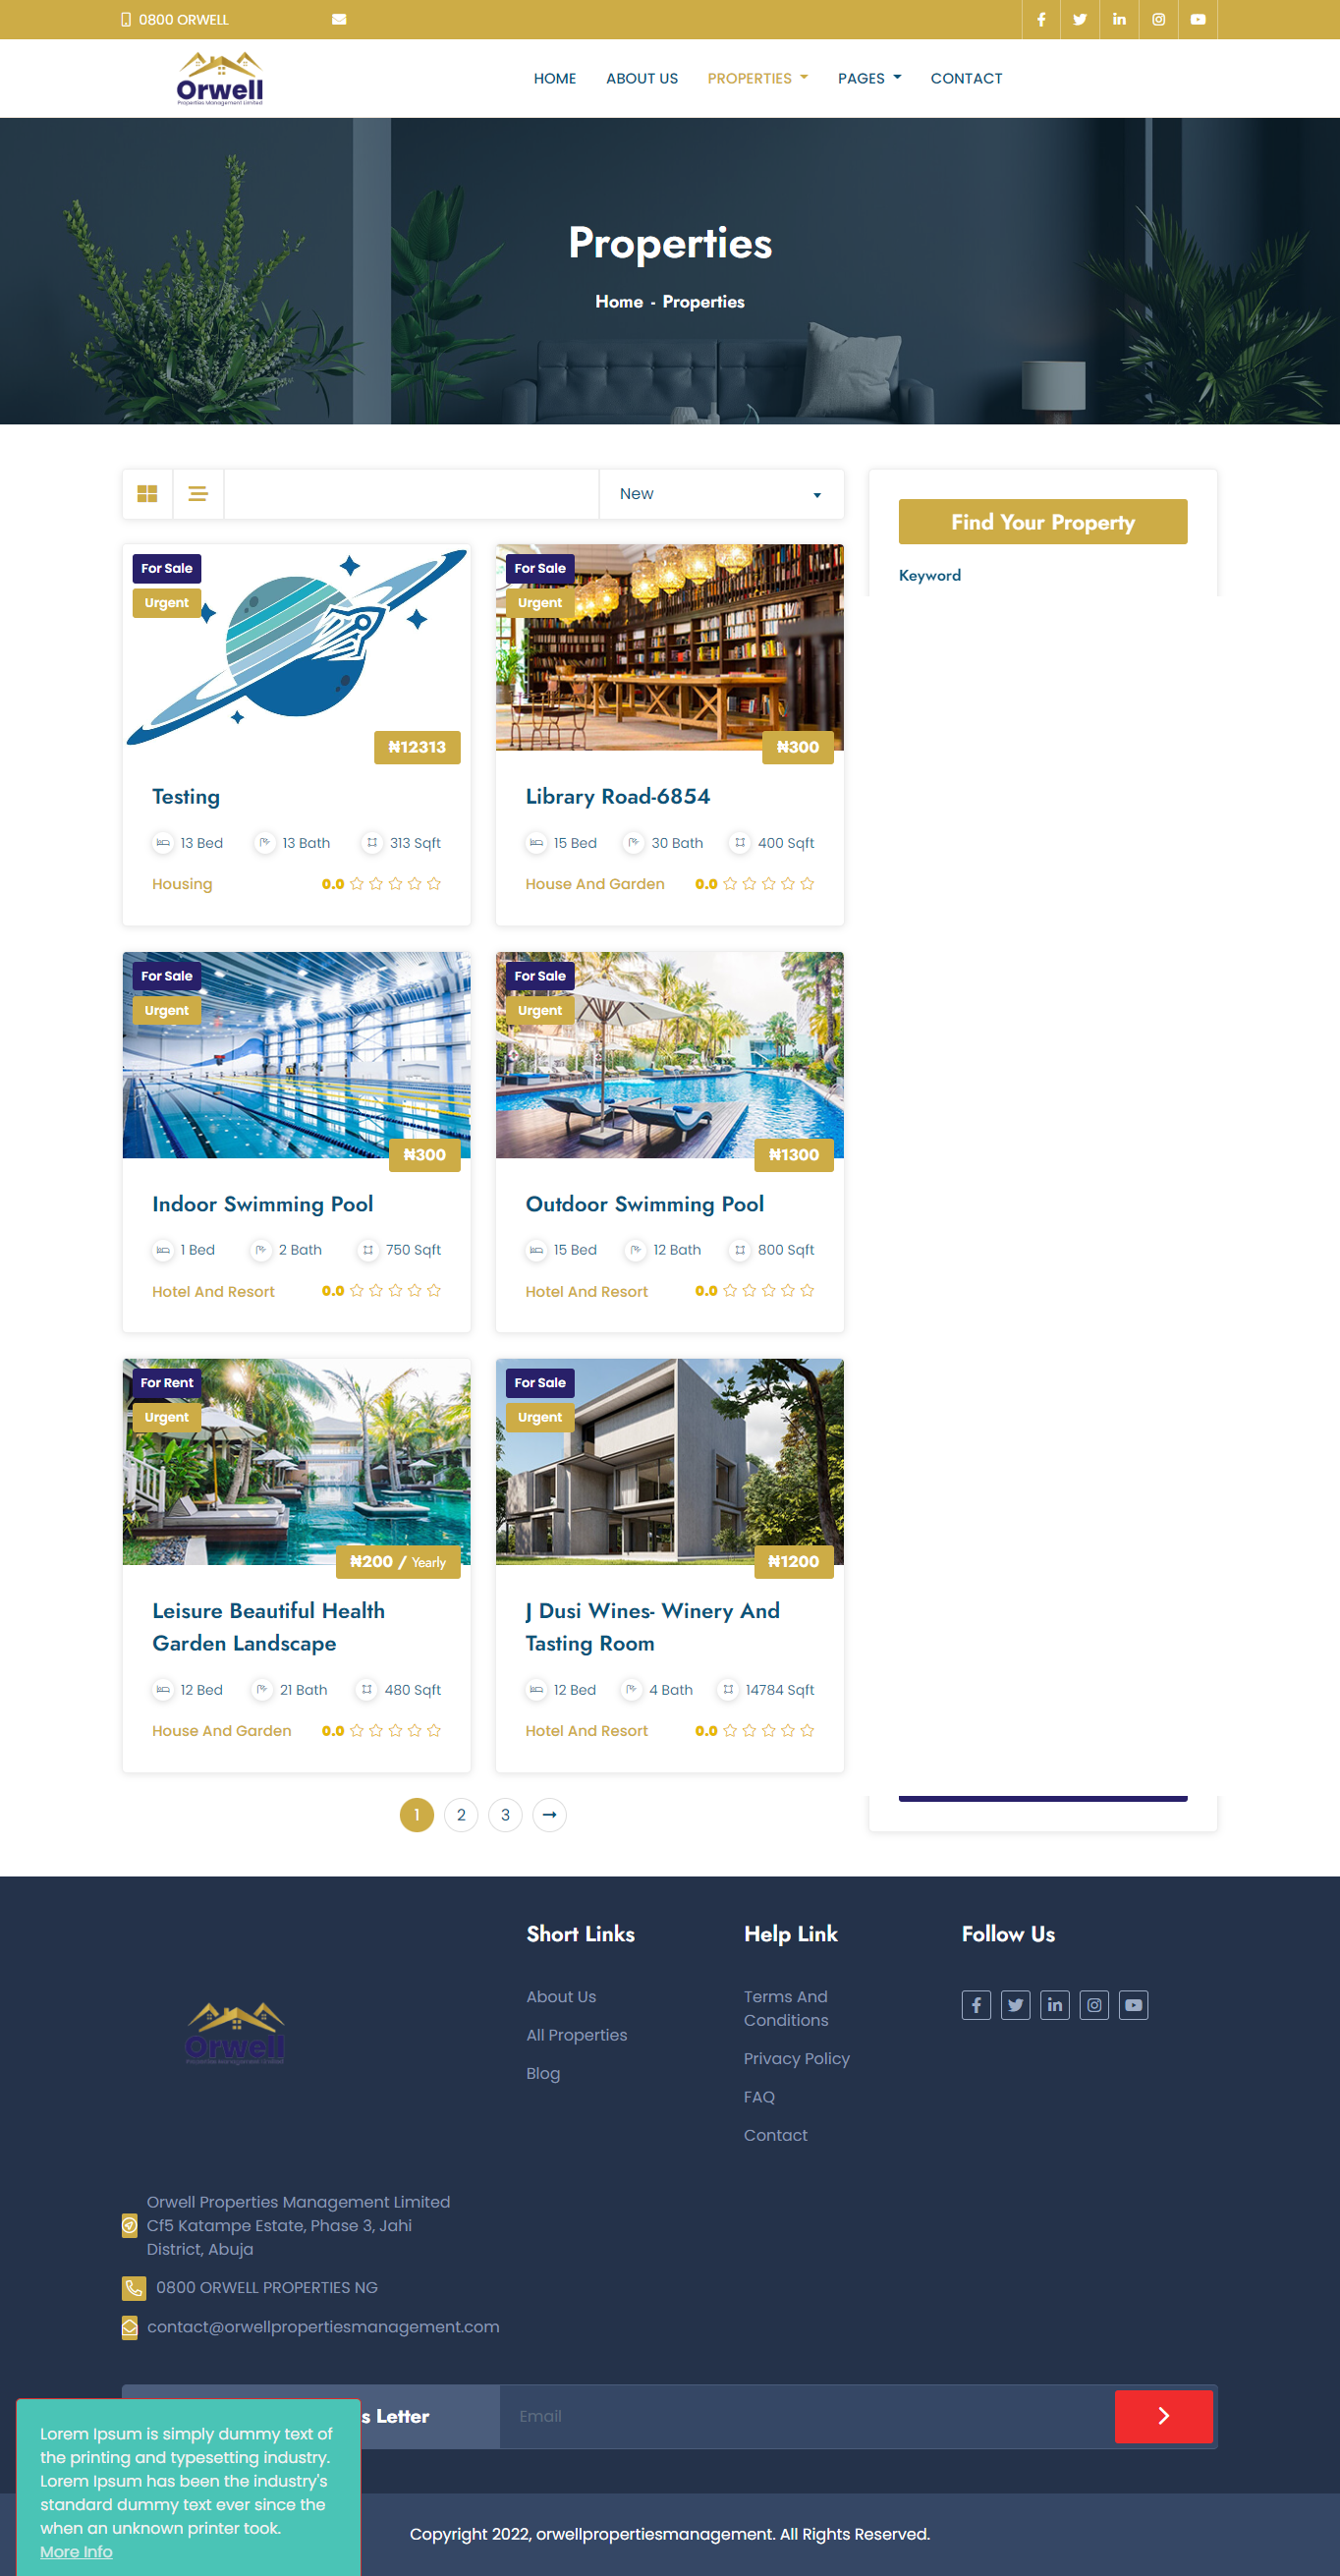 0800 ORWELL
Orwell
Properties Management Limited
HOME
ABOUT US
PROPERTIES
PAGES
CONTACT
Properties
Home - Properties
New
Find Your Property
Keyword
For Sale
Urgent
₦12313
Testing
13 Bed
13 Bath
313 Sqft
Housing
0.0
For Sale
Urgent
₦300
Library Road-6854
15 Bed
30 Bath
400 Sqft
House And Garden
0.0
For Sale
Urgent
₦300
Indoor Swimming Pool
1 Bed
2 Bath
750 Sqft
Hotel And Resort
0.0
For Sale
Urgent
₦1300
Outdoor Swimming Pool
15 Bed
12 Bath
800 Sqft
Hotel And Resort
0.0
For Rent
Urgent
₦200 / Yearly
Leisure Beautiful Health
Garden Landscape
12 Bed
21 Bath
480 Sqft
House And Garden
0.0
For Sale
Urgent
₦1200
J Dusi Wines- Winery And
Tasting Room
12 Bed
4 Bath
14784 Sqft
Hotel And Resort
0.0
1
2
3
Orwell
Properties Management Limited
Orwell Properties Management Limited
Cf5 Katampe Estate, Phase 3, Jahi
District, Abuja
0800 ORWELL PROPERTIES NG
contact@orwellpropertiesmanagement.com
Short Links
About Us
All Properties
Blog
Help Link
Terms And
Conditions
Privacy Policy
FAQ
Contact
Follow Us
s Letter
Email
Lorem Ipsum is simply dummy text of
the printing and typesetting industry.
Lorem Ipsum has been the industry's
standard dummy text ever since the
when an unknown printer took.
More Info
Copyright 2022, orwellpropertiesmanagement. All Rights Reserved.